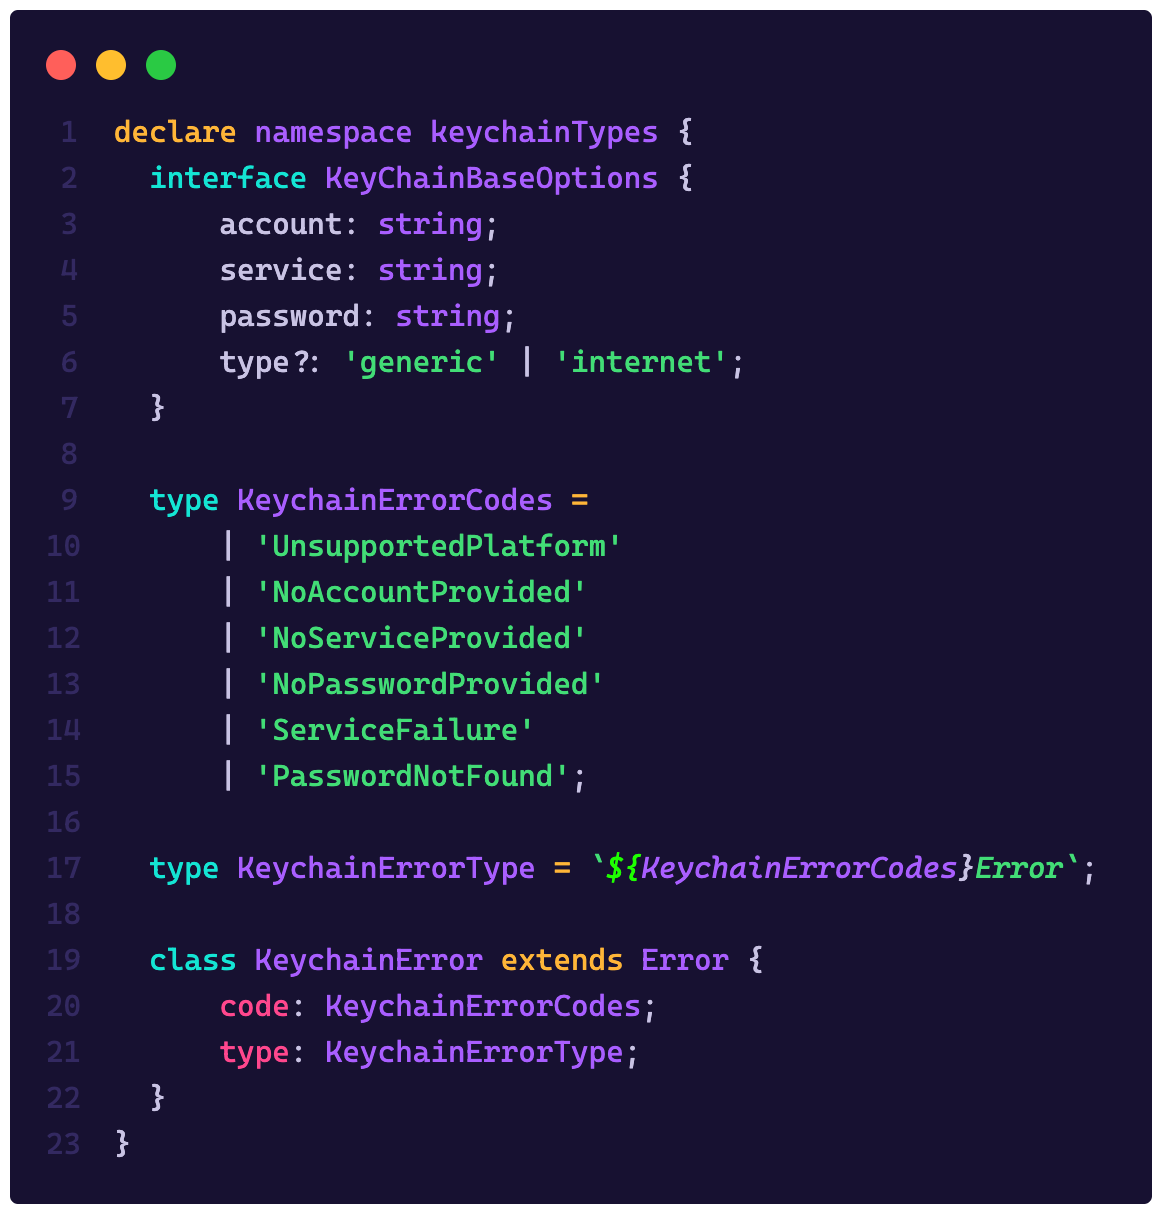 1 declare namespace keychainTypes {
2   interface KeyChainBaseOptions {
3       account: string;
4       service: string;
5       password: string;
6       type?: 'generic' | 'internet';
7   }
8
9   type KeychainErrorCodes =
10       | 'UnsupportedPlatform'
11       | 'NoAccountProvided'
12       | 'NoServiceProvided'
13       | 'NoPasswordProvided'
14       | 'ServiceFailure'
15       | 'PasswordNotFound';
16
17   type KeychainErrorType = `${KeychainErrorCodes}Error`;
18
19   class KeychainError extends Error {
20       code: KeychainErrorCodes;
21       type: KeychainErrorType;
22   }
23 }